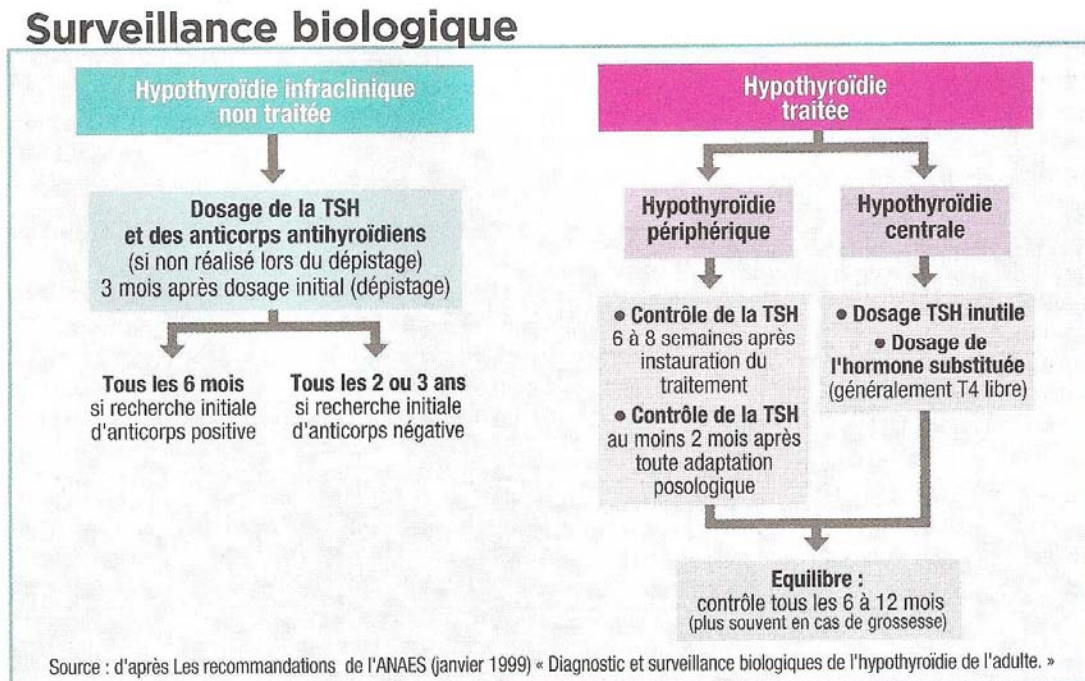 Surveillance biologique
Hypothyroïdie infraclinique
non traitée
Dosage de la TSH
et des anticorps antihyroïdiens
(si non réalisé lors du dépistage)
3 mois après dosage initial (dépistage)
Tous les 6 mois
si recherche initiale
d'anticorps positive
Tous les 2 ou 3 ans
si recherche initiale
d'anticorps négative
Hypothyroïdie
traitée
Hypothyroïdie
périphérique
• Contrôle de la TSH
6 à 8 semaines après
instauration du
traitement
• Contrôle de la TSH
au moins 2 mois après
toute adaptation
posologique
Hypothyroïdie
centrale
• Dosage TSH inutile
• Dosage de
l'hormone substituée
(généralement T4 libre)
Equilibre :
contrôle tous les 6 à 12 mois
(plus souvent en cas de grossesse)
Source : d'après Les recommandations de l'ANAES (janvier 1999) « Diagnostic et surveillance biologiques de l'hypothyroïdie de l'adulte. »